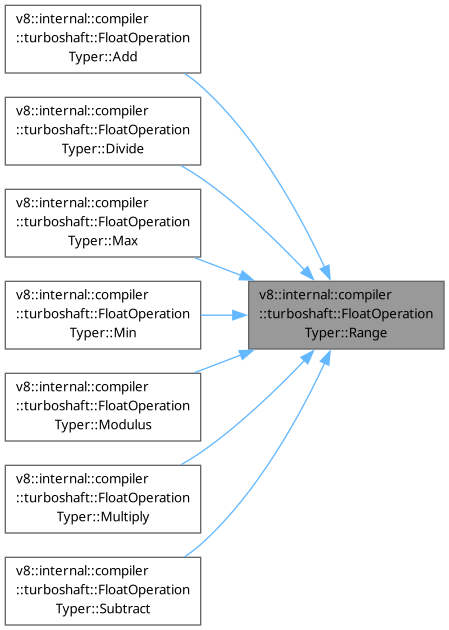 v8::internal::compiler
::turboshaft::FloatOperation
Typer::Add
v8::internal::compiler
::turboshaft::FloatOperation
Typer::Divide
v8::internal::compiler
::turboshaft::FloatOperation
Typer::Max
v8::internal::compiler
::turboshaft::FloatOperation
Typer::Min
v8::internal::compiler
::turboshaft::FloatOperation
Typer::Range
v8::internal::compiler
::turboshaft::FloatOperation
Typer::Modulus
v8::internal::compiler
::turboshaft::FloatOperation
Typer::Multiply
v8::internal::compiler
::turboshaft::FloatOperation
Typer::Subtract